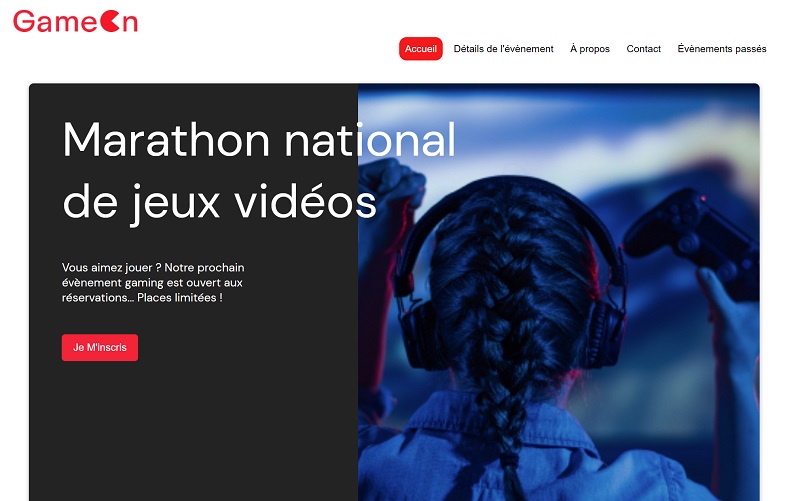 GameOn
Accueil Détails de l'évènement À propos Contact Évènements passés
Marathon national
de jeux vidéos
Vous aimez jouer ? Notre prochain
évènement gaming est ouvert aux
réservations... Places limitées !
Je M'inscris